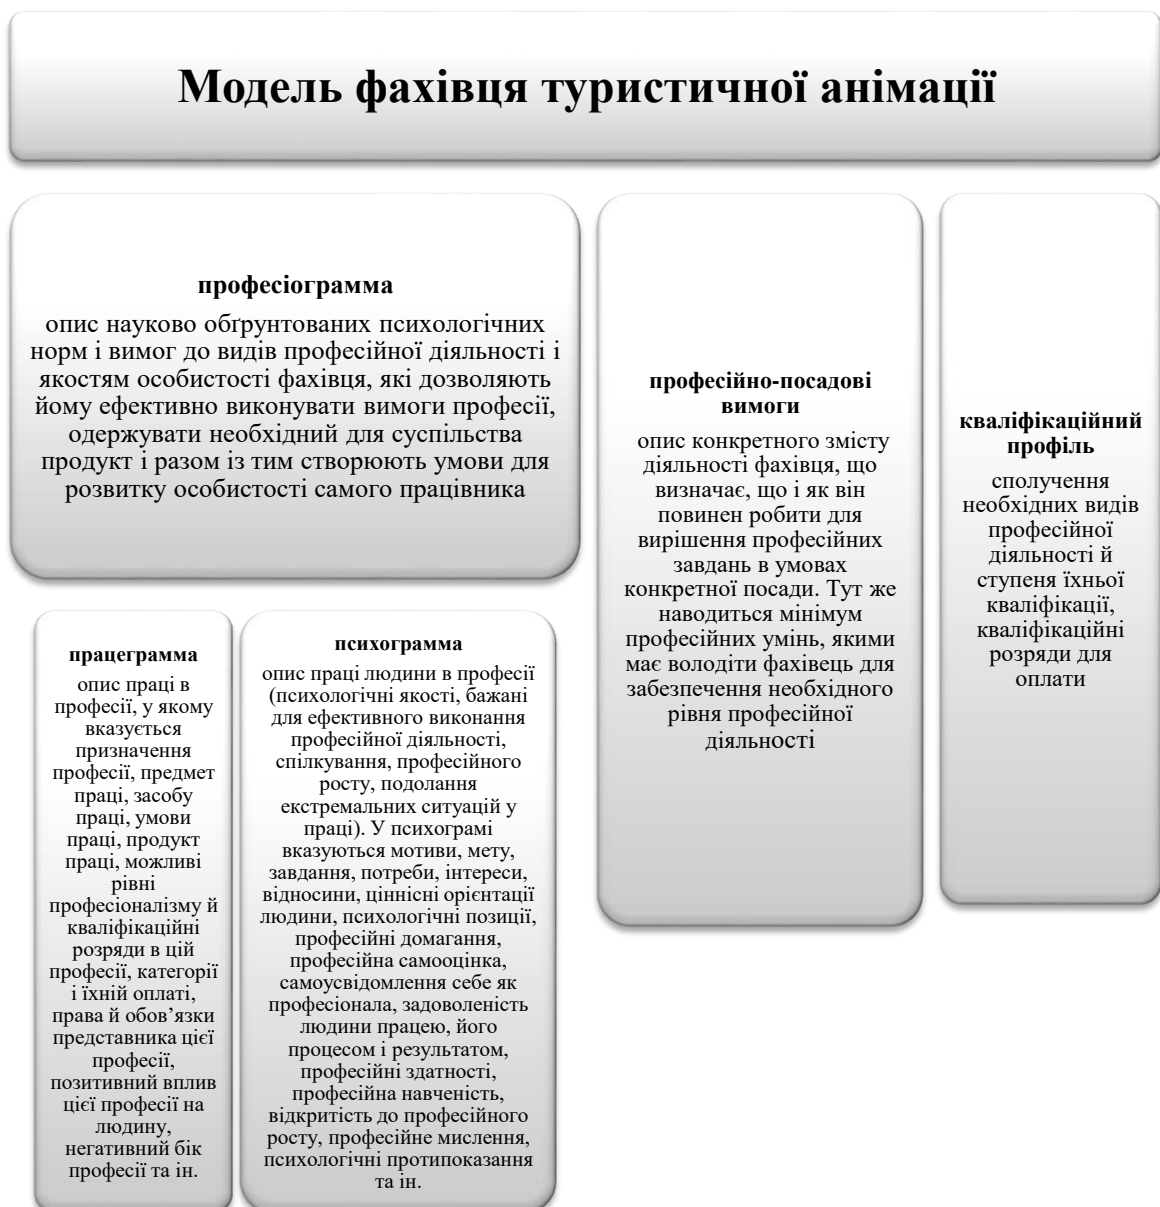 Модель фахівця туристичної анімації
професіограмма
опис науково обґрунтованих психологічних
норм і вимог до видів професійної діяльності і
якостям особистості фахівця, які дозволяють
йому ефективно виконувати вимоги професії,
одержувати необхідний для суспільства
продукт і разом із тим створюють умови для
розвитку особистості самого працівника
працеграмма
опис праці в
професії, у якому
вказується
призначення
професії, предмет
праці, засобу
праці, умови
праці, продукт
праці, можливі
рівні
професіоналізму й
кваліфікаційні
розряди в цій
професії, категорії
і їхній оплаті,
права й обов’язки
представника цієї
професії,
позитивний вплив
цієї професії на
людину,
негативний бік
професії та ін.
психограмма
опис праці людини в професії
(психологічні якості, бажані
для ефективного виконання
професійної діяльності,
спілкування, професійного
росту, подолання
екстремальних ситуацій у
праці). У психограмі
вказуються мотиви, мету,
завдання, потреби, інтереси,
відносини, ціннісні орієнтації
людини, психологічні позиції,
професійні домагання,
професійна самооцінка,
самоусвідомлення себе як
професіонала, задоволеність
людини працею, його
процесом і результатом,
професійні здатності,
професійна навченість,
відкритість до професійного
росту, професійне мислення,
психологічні протипоказання
та ін.
професійно-посадові
вимоги
опис конкретного змісту
діяльності фахівця, що
визначає, що і як він
повинен робити для
вирішення професійних
завдань в умовах
конкретної посади. Тут же
наводиться мінімум
професійних умінь, якими
має володіти фахівець для
забезпечення необхідного
рівня професійної
діяльності
кваліфікаційний
профіль
сполучення
необхідних видів
професійної
діяльності й
ступеня їхньої
кваліфікації,
кваліфікаційні
розряди для
оплати